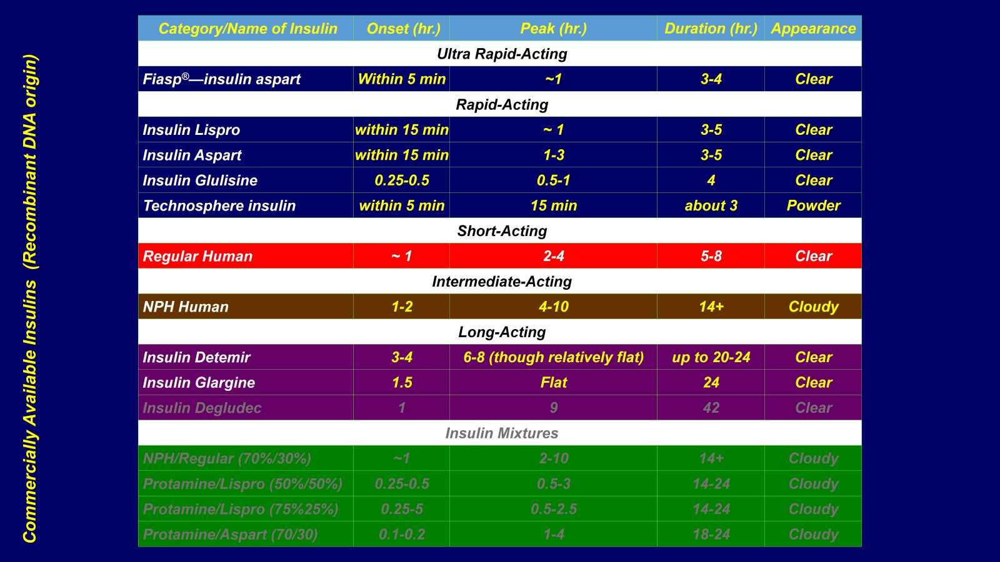 Commercially Available Insulins (Recombinant DNA origin)
Category/Name of Insulin Onset (hr.) Peak (hr.) Duration (hr.) Appearance
Ultra Rapid-Acting
Fiasp®—insulin aspart Within 5 min ~1 3-4 Clear
Rapid-Acting
Insulin Lispro within 15 min ~ 1 3-5 Clear
Insulin Aspart within 15 min 1-3 3-5 Clear
Insulin Glulisine 0.25-0.5 0.5-1 4 Clear
Technosphere insulin within 5 min 15 min about 3 Powder
Short-Acting
Regular Human ~ 1 2-4 5-8 Clear
Intermediate-Acting
NPH Human 1-2 4-10 14+ Cloudy
Long-Acting
Insulin Detemir 3-4 6-8 (though relatively flat) up to 20-24 Clear
Insulin Glargine 1.5 Flat 24 Clear
Insulin Degludec 1 9 42 Clear
Insulin Mixtures
NPH/Regular (70%/30%) ~1 2-10 14+ Cloudy
Protamine/Lispro (50%/50%) 0.25-0.5 0.5-3 14-24 Cloudy
Protamine/Lispro (75%25%) 0.25-5 0.5-2.5 14-24 Cloudy
Protamine/Aspart (70/30) 0.1-0.2 1-4 18-24 Cloudy